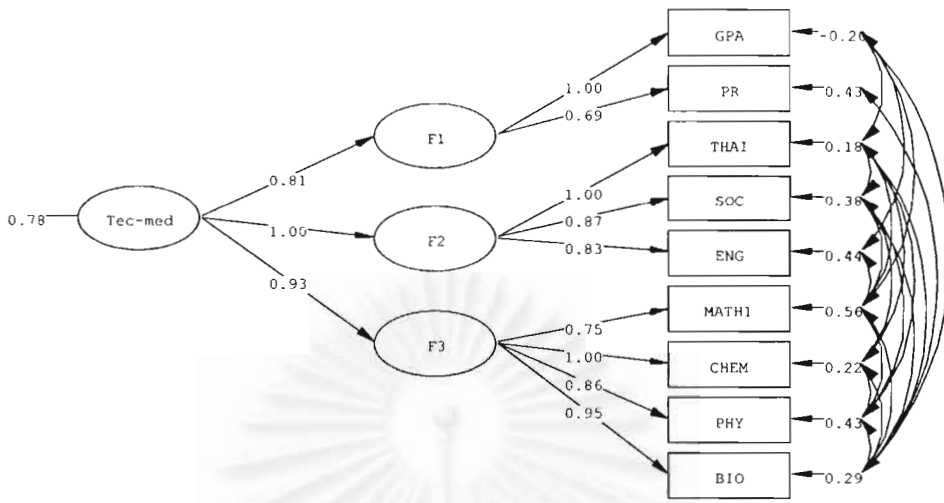 GPA
-0.20
1.00
PR
0.43
0.69
F1
THAI
0.18
0.81
1.00
SOC
0.38
0.87
0.78
Tec-med
1.00
F2
0.83
ENG
0.44
0.93
MATH1
0.56
0.75
F3
1.00
CHEM
0.22
0.86
0.95
PHY
0.43
BIO
0.29